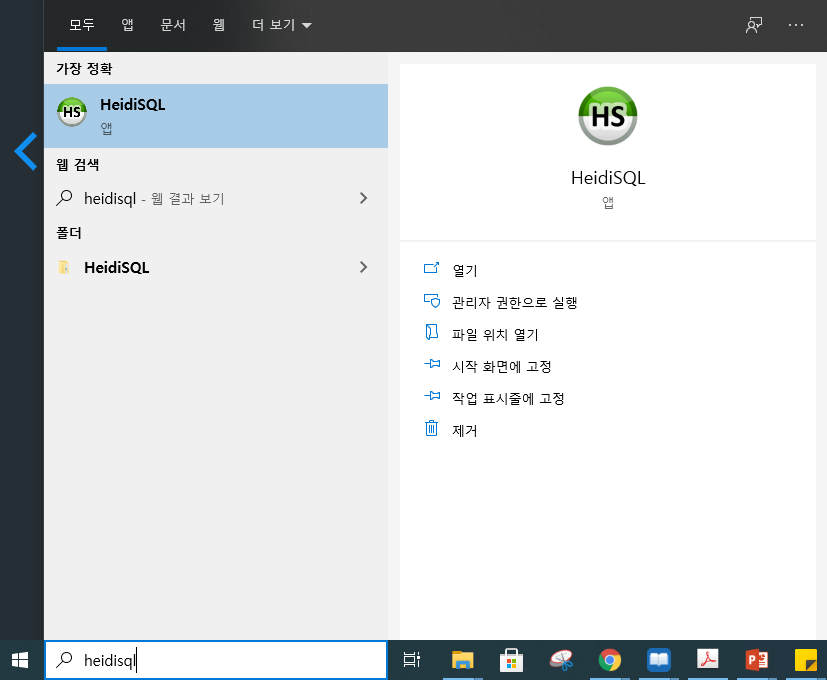 모두 앱 문서 웹 더 보기
가장 정확
HS HeidiSQL
앱
웹 검색
heidisql - 웹 결과 보기
폴더
HeidiSQL
HS
HeidiSQL
앱
열기
관리자 권한으로 실행
파일 위치 열기
시작 화면에 고정
작업 표시줄에 고정
제거
heidisql